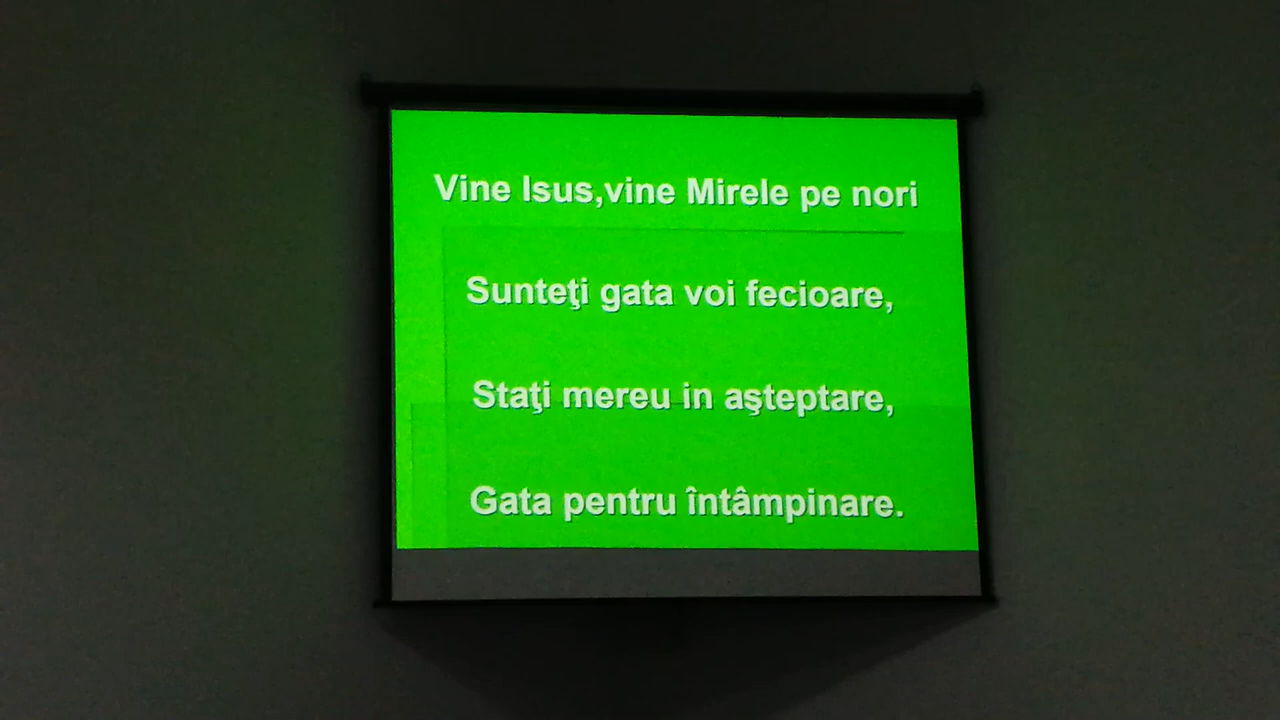 Vine Isus,vine Mirele pe nori
Sunteţi gata voi fecioare,
Staţi mereu in aşteptare,
Gata pentru întâmpinare.